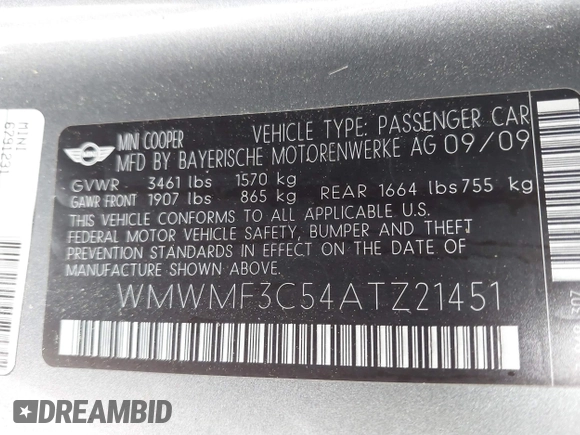 MINI
6791231
MINI COOPER VEHICLE TYPE: PASSENGER CAR
MFD BY BAYERISCHE MOTORENWERKE AG 09/09
GVWR 3461 lbs 1570 kg
GAWR FRONT 1907 lbs 865 kg REAR 1664 lbs 755 kg
THIS VEHICLE CONFORMS TO ALL APPLICABLE U.S.
FEDERAL MOTOR VEHICLE SAFETY, BUMPER AND THEFT
PREVENTION STANDARDS IN EFFECT ON THE DATE OF
MANUFACTURE SHOWN ABOVE.
WMWMF3C54ATZ21451
DREAMBID